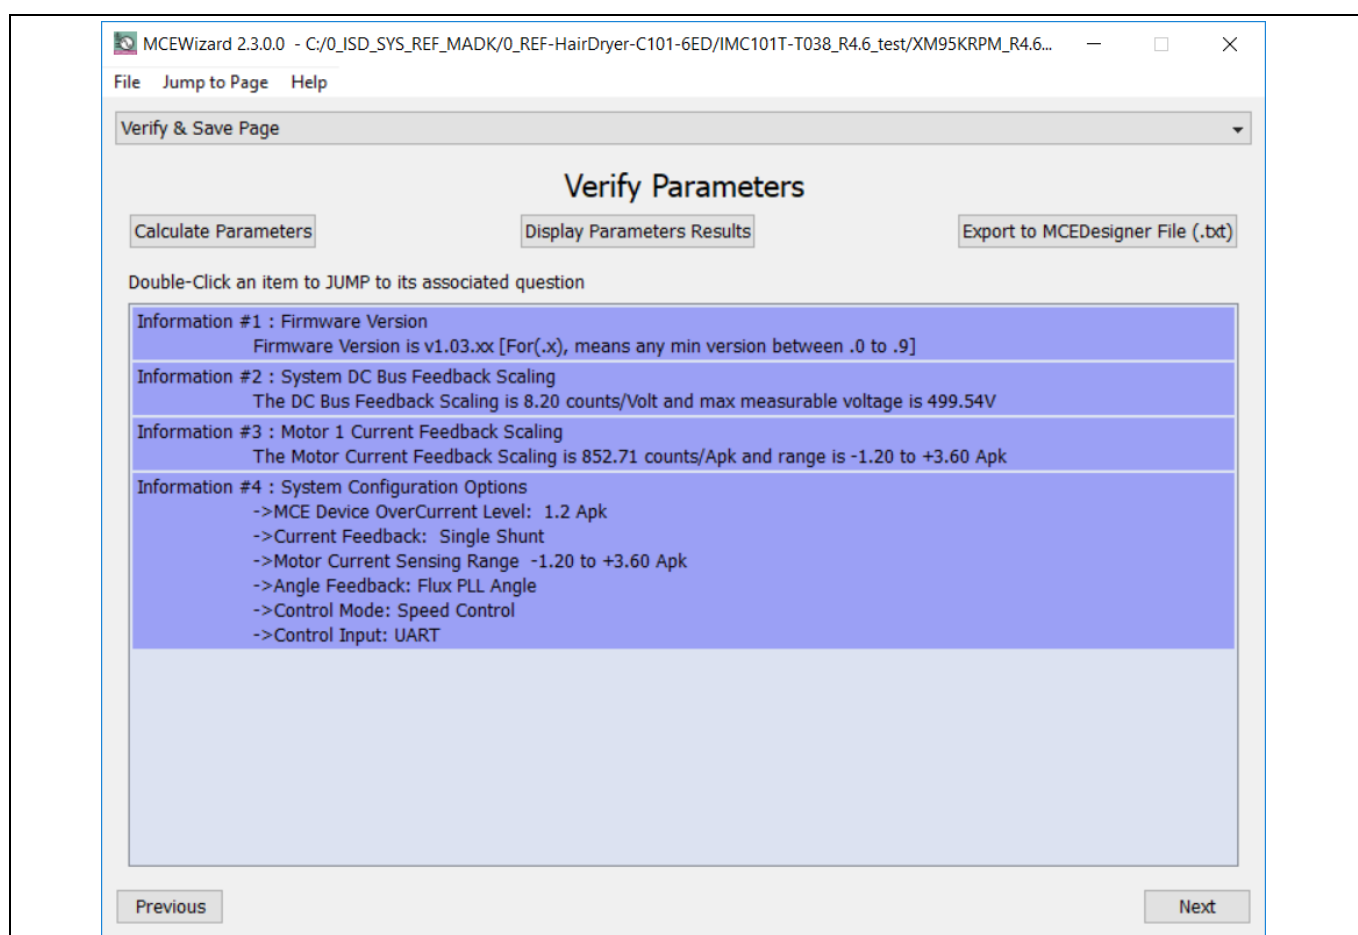 MCEWizard 2.3.0.0 - C:/0_ISD_SYS_REF_MADK/0_REF-HairDryer-C101-6ED/IMC101T-T038_R4.6_test/XM95KRPM_R4.6...
File Jump to Page Help
Verify & Save Page
Verify Parameters
Calculate Parameters Display Parameters Results Export to MCEDesigner File (.txt)
Double-Click an item to JUMP to its associated question
Information #1 : Firmware Version
Firmware Version is v1.03.xx [For(.x), means any min version between .0 to .9]
Information #2 : System DC Bus Feedback Scaling
The DC Bus Feedback Scaling is 8.20 counts/Volt and max measurable voltage is 499.54V
Information #3 : Motor 1 Current Feedback Scaling
The Motor Current Feedback Scaling is 852.71 counts/Apk and range is -1.20 to +3.60 Apk
Information #4 : System Configuration Options
->MCE Device OverCurrent Level: 1.2 Apk
->Current Feedback: Single Shunt
->Motor Current Sensing Range -1.20 to +3.60 Apk
->Angle Feedback: Flux PLL Angle
->Control Mode: Speed Control
->Control Input: UART
Previous Next